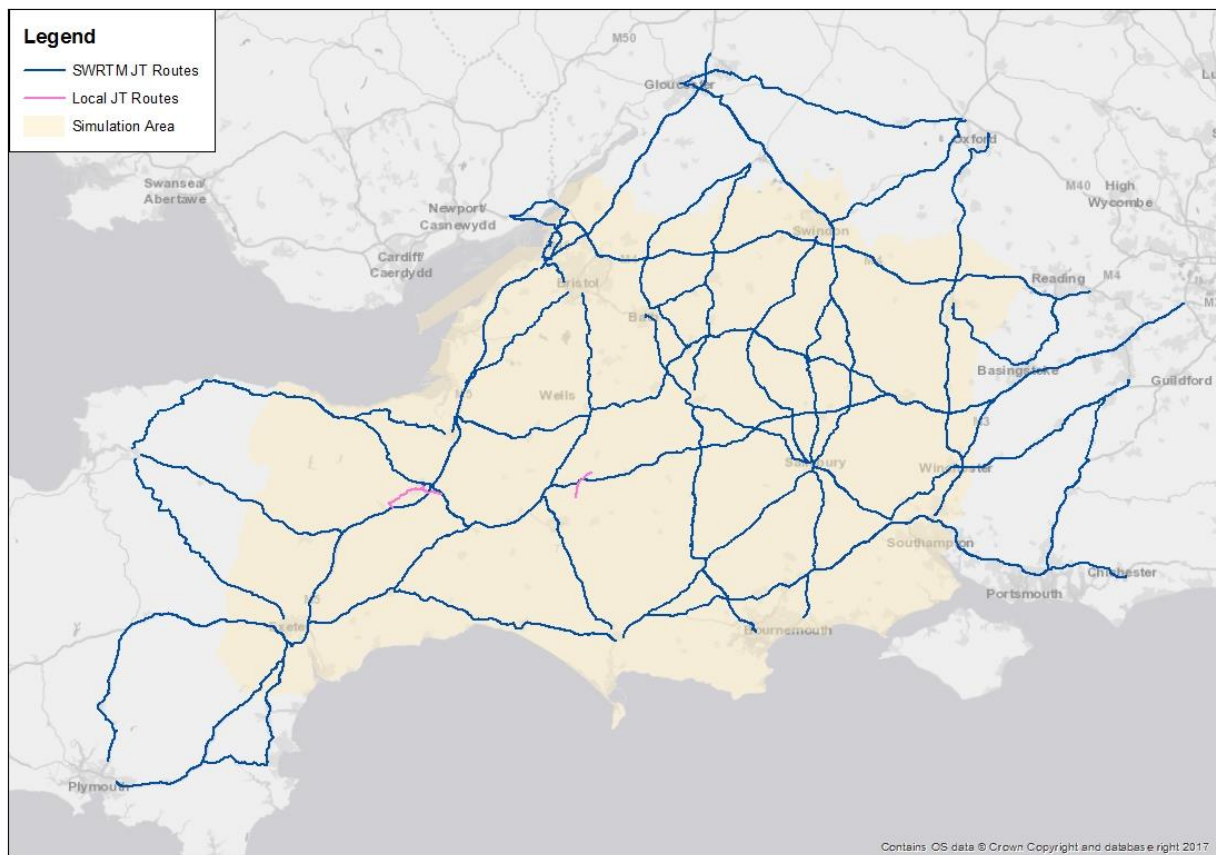 Legend
SWRTM JT Routes
Local JT Routes
Simulation Area
M50
Gloucester
Oxford
Swansea/
Abertawe
M40
High
Wycombe
Newport/
Casnewydd
Swindon
Cardiff/
Caerdydd
M4
Reading
M4
Bristol
Basingstoke
Guildford
M5
Wells
M3
Salisbury
Winchester
Southampton
Chichester
Portsmouth
M5
Exeter
Bournemouth
Plymouth
Contains OS data © Crown Copyright and database right 2017